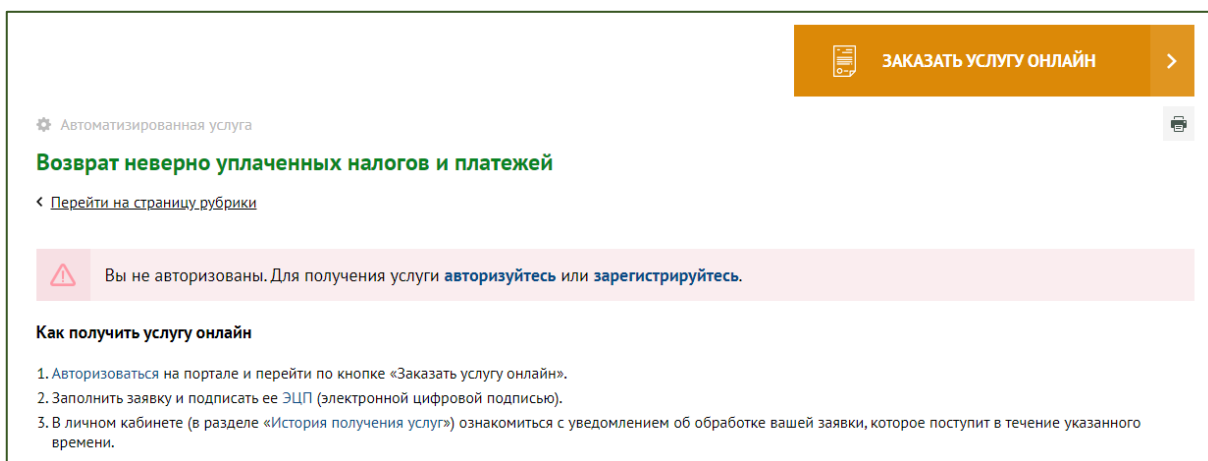 ЗАКАЗАТЬ УСЛУГУ ОНЛАЙН
Автоматизированная услуга
Возврат неверно уплаченных налогов и платежей
Перейти на страницу рубрики
Вы не авторизованы. Для получения услуги авторизуйтесь или зарегистрируйтесь.
Как получить услугу онлайн
1. Авторизоваться на портале и перейти по кнопке «Заказать услугу онлайн».
2. Заполнить заявку и подписать ее ЭЦП (электронной цифровой подписью).
3. В личном кабинете (в разделе «История получения услуг») ознакомиться с уведомлением об обработке вашей заявки, которое поступит в течение указанного
времени.